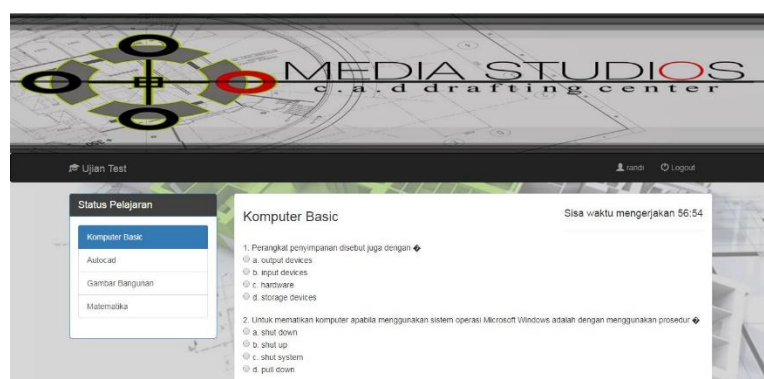 MEDIA STUDIOS
c.a.d drafting center
Ujian Test
randi Logout
Status Pelajaran
Komputer Basic
Autocad
Gambar Bangunan
Matematika
Komputer Basic
Sisa waktu mengerjakan 56:54
1. Perangkat penyimpanan disebut juga dengan �
a. output devices
b. input devices
c. hardware
d. storage devices
2. Untuk mematikan komputer apabila menggunakan sistem operasi Microsoft Windows adalah dengan menggunakan prosedur �
a. shut down
b. shut up
c. shut system
d. pull down